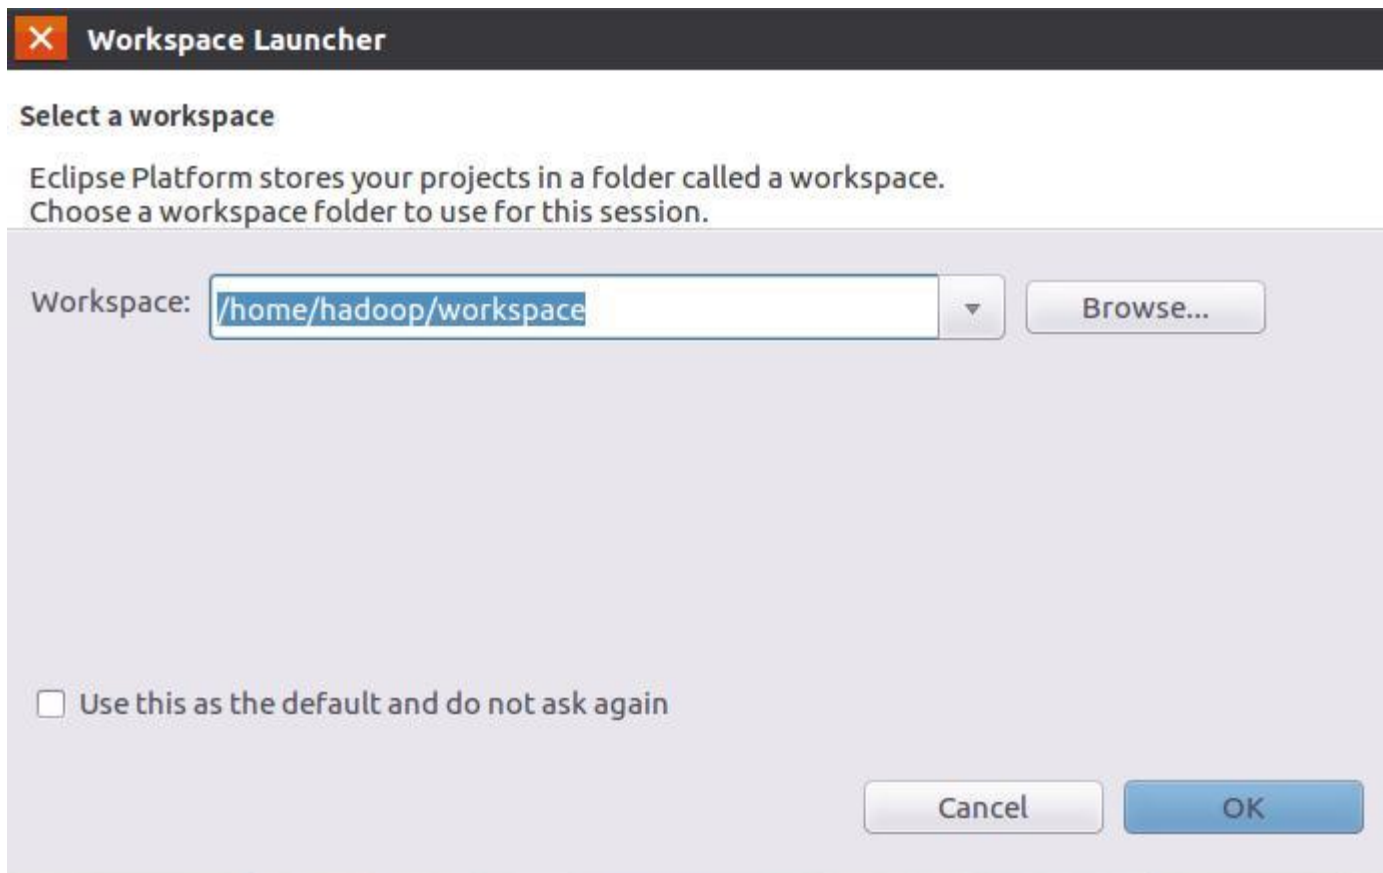 Workspace Launcher
Select a workspace
Eclipse Platform stores your projects in a folder called a workspace.
Choose a workspace folder to use for this session.
Workspace: /home/hadoop/workspace Browse...
Use this as the default and do not ask again
Cancel OK